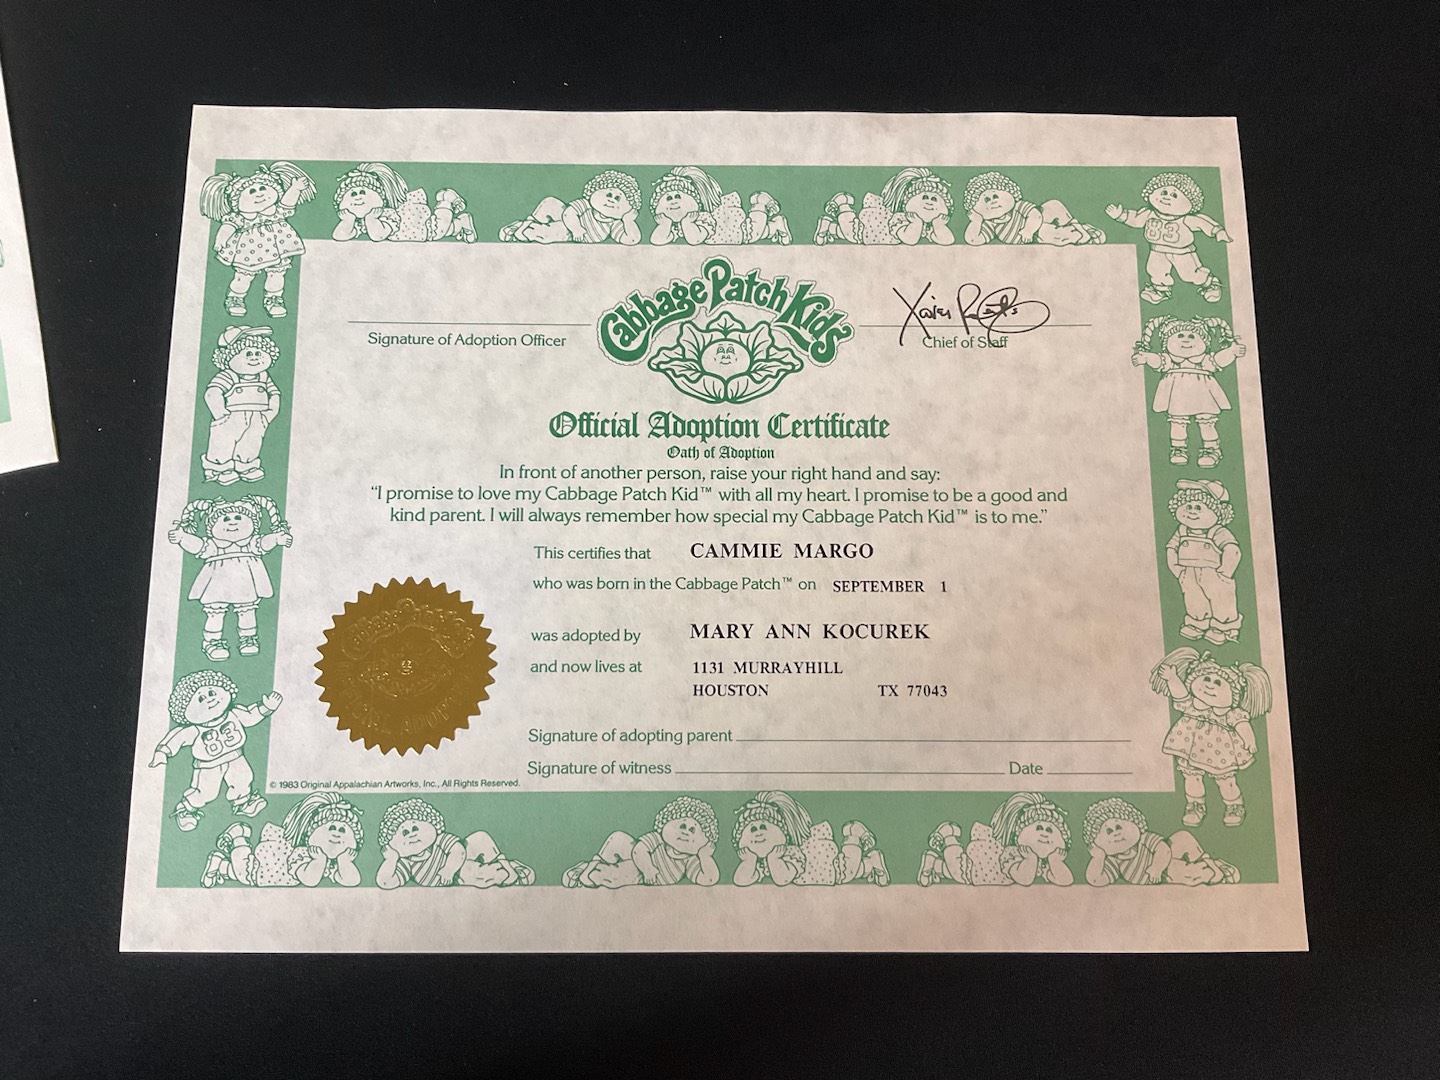 Cabbage Patch Kids™
Xavier Roberts
Signature of Adoption Officer
Chief of Staff
Official Adoption Certificate
Oath of Adoption
In front of another person, raise your right hand and say:
“I promise to love my Cabbage Patch Kid™ with all my heart. I promise to be a good and
kind parent. I will always remember how special my Cabbage Patch Kid™ is to me.”
This certifies that CAMMIE MARGO
who was born in the Cabbage Patch™ on SEPTEMBER 1
was adopted by MARY ANN KOCUREK
and now lives at 1131 MURRAYHILL
HOUSTON TX 77043
Signature of adopting parent
Signature of witness Date
© 1983 Original Appalachian Artworks, Inc., All Rights Reserved.
83
83